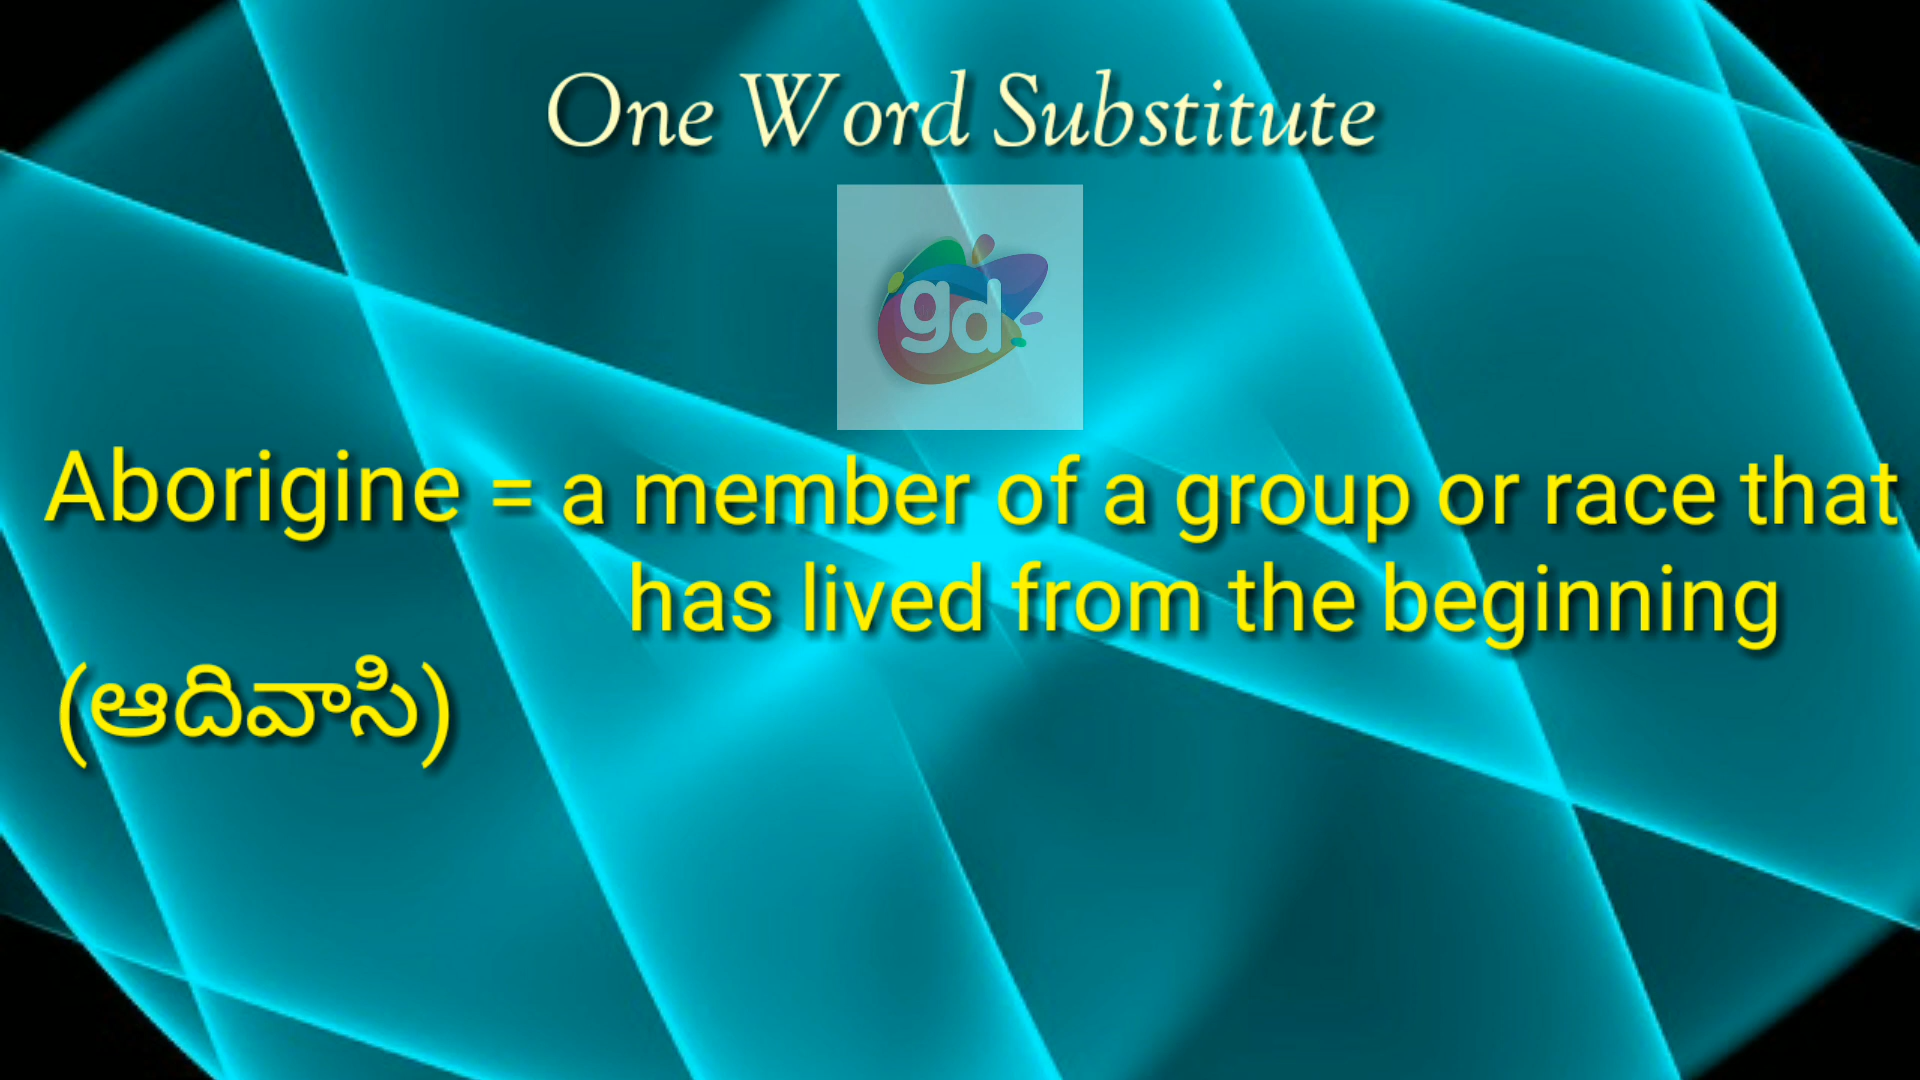 One Word Substitute
gd
Aborigine = a member of a group or race that
has lived from the beginning
(ఆదివాసి)